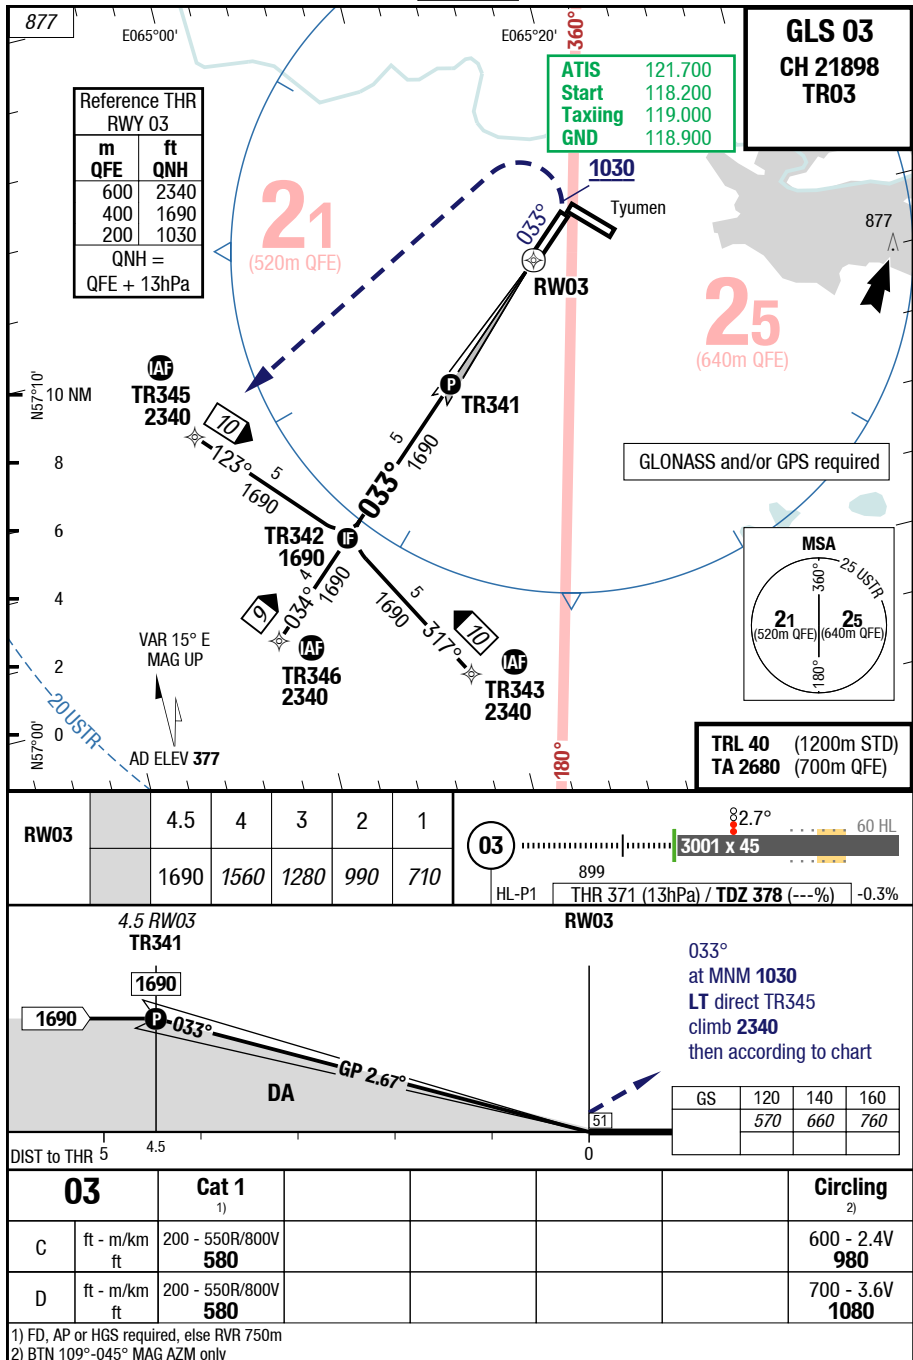 877
E065°00'
E065°20'
360°
GLS 03
CH 21898
TR03
ATIS 121.700
Start 118.200
Taxiing 119.000
GND 118.900
Reference THR
RWY 03
m ft
QFE QNH
600 2340
400 1690
200 1030
QNH =
QFE + 13hPa
1030
033°
Tyumen
877
21
(520m QFE)
RW03
25
(640m QFE)
N57°10'
10 NM
IAF
TR345
2340
P
TR341
10
123°
5
1690
5
1690
033°
GLONASS and/or GPS required
8
6
TR342
1690
IF
4
1690
034°
9
5
1690
317°
10
MSA
25 USTR
360°
21
(520m QFE)
25
(640m QFE)
180°
4
VAR 15° E
MAG UP
IAF
TR346
2340
IAF
TR343
2340
2
20 USTR
0
N57°00'
AD ELEV 377
180°
TRL 40 (1200m STD)
TA 2680 (700m QFE)
RW03 4.5 4 3 2 1
1690 1560 1280 990 710
03
2.7°
60 HL
3001 x 45
899
HL-P1
THR 371 (13hPa) / TDZ 378 (---%)
-0.3%
4.5 RW03
TR341
RW03
1690
1690
P
033°
GP 2.67°
DA
033°
at MNM 1030
LT direct TR345
climb 2340
then according to chart
51
GS 120 140 160
570 660 760
DIST to THR 5 4.5 0
03 Cat 1 Circling
1) 2)
C ft - m/km 200 - 550R/800V 600 - 2.4V
ft 580 980
D ft - m/km 200 - 550R/800V 700 - 3.6V
ft 580 1080
1) FD, AP or HGS required, else RVR 750m
2) BTN 109°-045° MAG AZM only